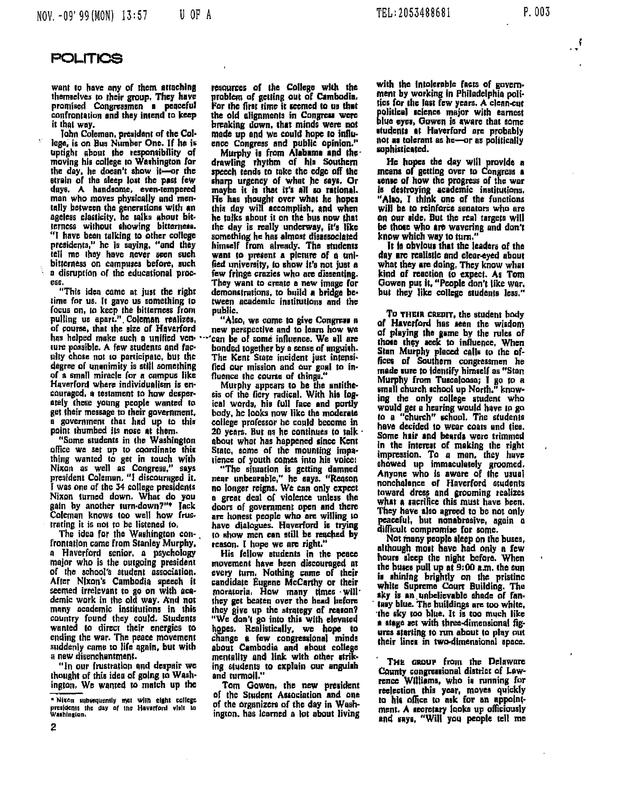 NOV. -09' 99(MON) 13:57 U OF A TEL:2053488681 P. 003
POLITICS
want to have any of them attaching
themselves to their group. They have
promised Congressmen a peaceful
confrontation and they intend to keep
it that way.
John Coleman, president of the Col-
lege, is on Bus Number One. If he is
uptight about the responsibility of
moving his college to Washington for
the day, he doesn't show it—or the
strain of the sleep lost the past few
days. A handsome, even-tempered
man who moves physically and men-
tally between the generations with an
ageless elasticity, he talks about bit-
terness without showing bitterness.
"I have been talking to other college
presidents," he is saying, "and they
tell me they have never seen such
bitterness on campuses before, such
a disruption of the educational proc-
ess.
"This idea came at just the right
time for us. It gave us something to
focus on, to keep the bitterness from
pulling us apart." Coleman realizes,
of course, that the size of Haverford
has helped make such a unified ven-
ture possible. A few students and fac-
ulty chose not to participate, but the
degree of unanimity is still something
of a small miracle for a campus like
Haverford where individualism is en-
couraged, a testament to how desper-
ately these young people wanted to
get their message to their government,
a government that had up to this
point thumbed its nose at them.
"Some students in the Washington
office we set up to coordinate this
thing wanted to get in touch with
Nixon as well as Congress," says
president Coleman. "I discouraged it.
I was one of the 34 college presidents
Nixon turned down. What do you
gain by another turn-down?"* Jack
Coleman knows too well how frus-
trating it is not to be listened to.
The idea for the Washington con-
frontation came from Stanley Murphy,
a Haverford senior, a psychology
major who is the outgoing president
of the school's student association.
After Nixon's Cambodia speech it
seemed irrelevant to go on with aca-
demic work in the old way. And not
many academic institutions in this
country found they could. Students
wanted to direct their energies to
ending the war. The peace movement
suddenly came to life again, but with
a new disenchantment.
"In our frustration and despair we
thought of this idea of going to Wash-
ington. We wanted to match up the
* Nixon subsequently met with eight college
presidents the day of the Haverford visit to
Washington.
2
resources of the College with the
problem of getting out of Cambodia.
For the first time it seemed to us that
the old alignments in Congress were
breaking down, that minds were not
made up and we could hope to influ-
ence Congress and public opinion."
Murphy is from Alabama and the
drawling rhythm of his Southern
speech tends to take the edge off the
sharp urgency of what he says. Or
maybe it is that it's all so rational.
He has thought over what he hopes
this day will accomplish, and when
he talks about it on the bus now that
the day is really underway, it's like
something he has almost disassociated
himself from already. The students
want to present a picture of a uni-
fied university, to show it's not just a
few fringe crazies who are dissenting.
They want to create a new image for
demonstrations, to build a bridge be-
tween academic institutions and the
public.
"Also, we come to give Congress a
new perspective and to learn how we
can be of some influence. We all are
bonded together by a sense of anguish.
The Kent State incident just intensi-
fied our mission and our goal to in-
fluence the course of things."
Murphy appears to be the antithe-
sis of the fiery radical. With his log-
ical words, his full face and portly
body, he looks now like the moderate
college professor he could become in
20 years. But as he continues to talk
about what has happened since Kent
State, some of the mounting impa-
tience of youth comes into his voice:
"The situation is getting damned
near unbearable," he says. "Reason
no longer reigns. We can only expect
a great deal of violence unless the
doors of government open and there
are honest people who are willing to
have dialogues. Haverford is trying
to show men can still be reached by
reason. I hope we are right."
His fellow students in the peace
movement have been discouraged at
every turn. Nothing came of their
candidate Eugene McCarthy or their
moratoria. How many times will
they get beaten over the head before
they give up the strategy of reason?
"We don't go into this with elevated
hopes. Realistically, we hope to
change a few congressional minds
about Cambodia and about college
mentality and link with other strik-
ing students to explain our anguish
and turmoil."
Tom Gowen, the new president
of the Student Association and one
of the organizers of the day in Wash-
ington, has learned a lot about living
with the intolerable facts of govern-
ment by working in Philadelphia poli-
tics for the last few years. A clean-cut
political science major with earnest
blue eyes, Gowen is aware that some
students at Haverford are probably
not as tolerant as he—or as politically
sophisticated.
He hopes the day will provide a
means of getting over to Congress a
sense of how the progress of the war
is destroying academic institutions.
"Also, I think one of the functions
will be to reinforce senators who are
on our side. But the real targets will
be those who are wavering and don't
know which way to turn."
It is obvious that the leaders of the
day are realistic and clear-eyed about
what they are doing. They know what
kind of reaction to expect. As Tom
Gowen put it, "People don't like war,
but they like college students less."
TO THEIR CREDIT, the student body
of Haverford has seen the wisdom
of playing the game by the rules of
those they seek to influence. When
Stan Murphy placed calls to the of-
fices of Southern congressmen he
made sure to identify himself as "Stan
Murphy from Tuscaloosa; I go to a
small church school up North," know-
ing the only college student who
would get a hearing would have to go
to a "church" school. The students
have decided to wear coats and ties.
Some hair and beards were trimmed
in the interest of making the right
impression. To a man, they have
showed up immaculately groomed.
Anyone who is aware of the usual
nonchalance of Haverford students
toward dress and grooming realizes
what a sacrifice this must have been.
They have also agreed to be not only
peaceful, but nonabrasive, again a
difficult compromise for some.
Not many people sleep on the buses,
although most have had only a few
hours sleep the night before. When
the buses pull up at 9:00 a.m. the sun
is shining brightly on the pristine
white Supreme Court Building. The
sky is an unbelievable shade of fan-
tasy blue. The buildings are too white,
the sky too blue. It is too much like
a stage set with three-dimensional fig-
ures starting to run about to play out
their lines in two-dimensional space.
THE GROUP from the Delaware
County congressional district of Law-
rence Williams, who is running for
reelection this year, moves quickly
to his office to ask for an appoint-
ment. A secretary looks up officiously
and says, "Will you people tell me